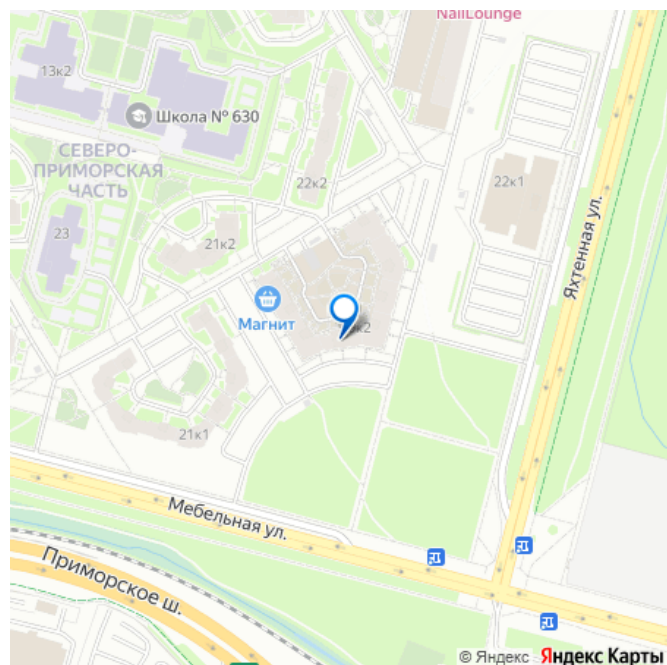 NailLounge
13к2
Школа № 630
СЕВЕРО-
ПРИМОРСКАЯ
ЧАСТЬ
22к2
22к1
Яхтенная ул.
23
21к2
Магнит
21к1
Мебельная ул.
Приморское ш.
© Яндекс Яндекс Карты